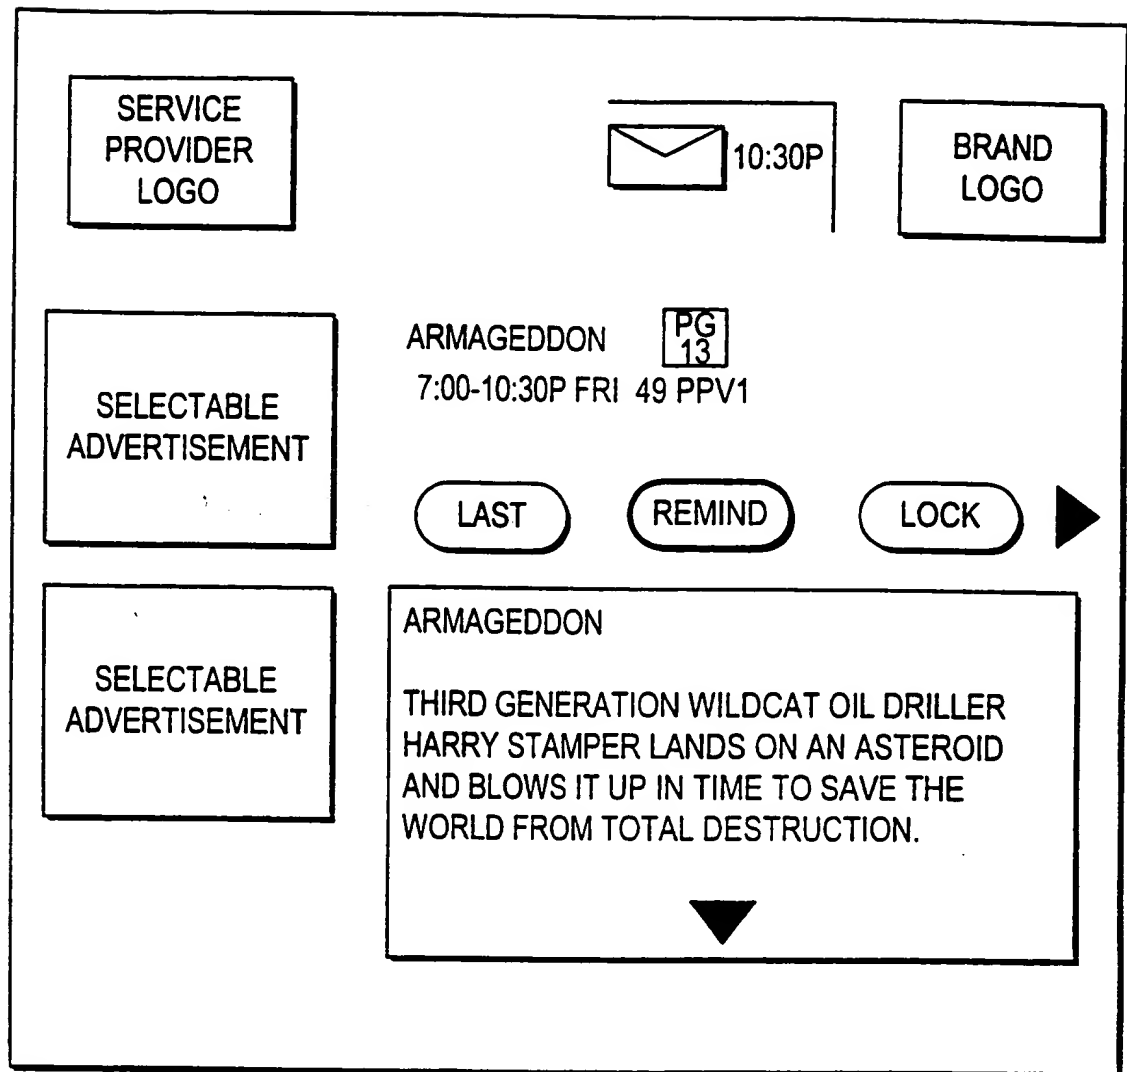 SERVICE
PROVIDER
LOGO
10:30P
BRAND
LOGO
SELECTABLE
ADVERTISEMENT
ARMAGEDDON
PG
13
7:00-10:30P FRI 49 PPV1
LAST
REMIND
LOCK
SELECTABLE
ADVERTISEMENT
ARMAGEDDON
THIRD GENERATION WILDCAT OIL DRILLER
HARRY STAMPER LANDS ON AN ASTEROID
AND BLOWS IT UP IN TIME TO SAVE THE
WORLD FROM TOTAL DESTRUCTION.